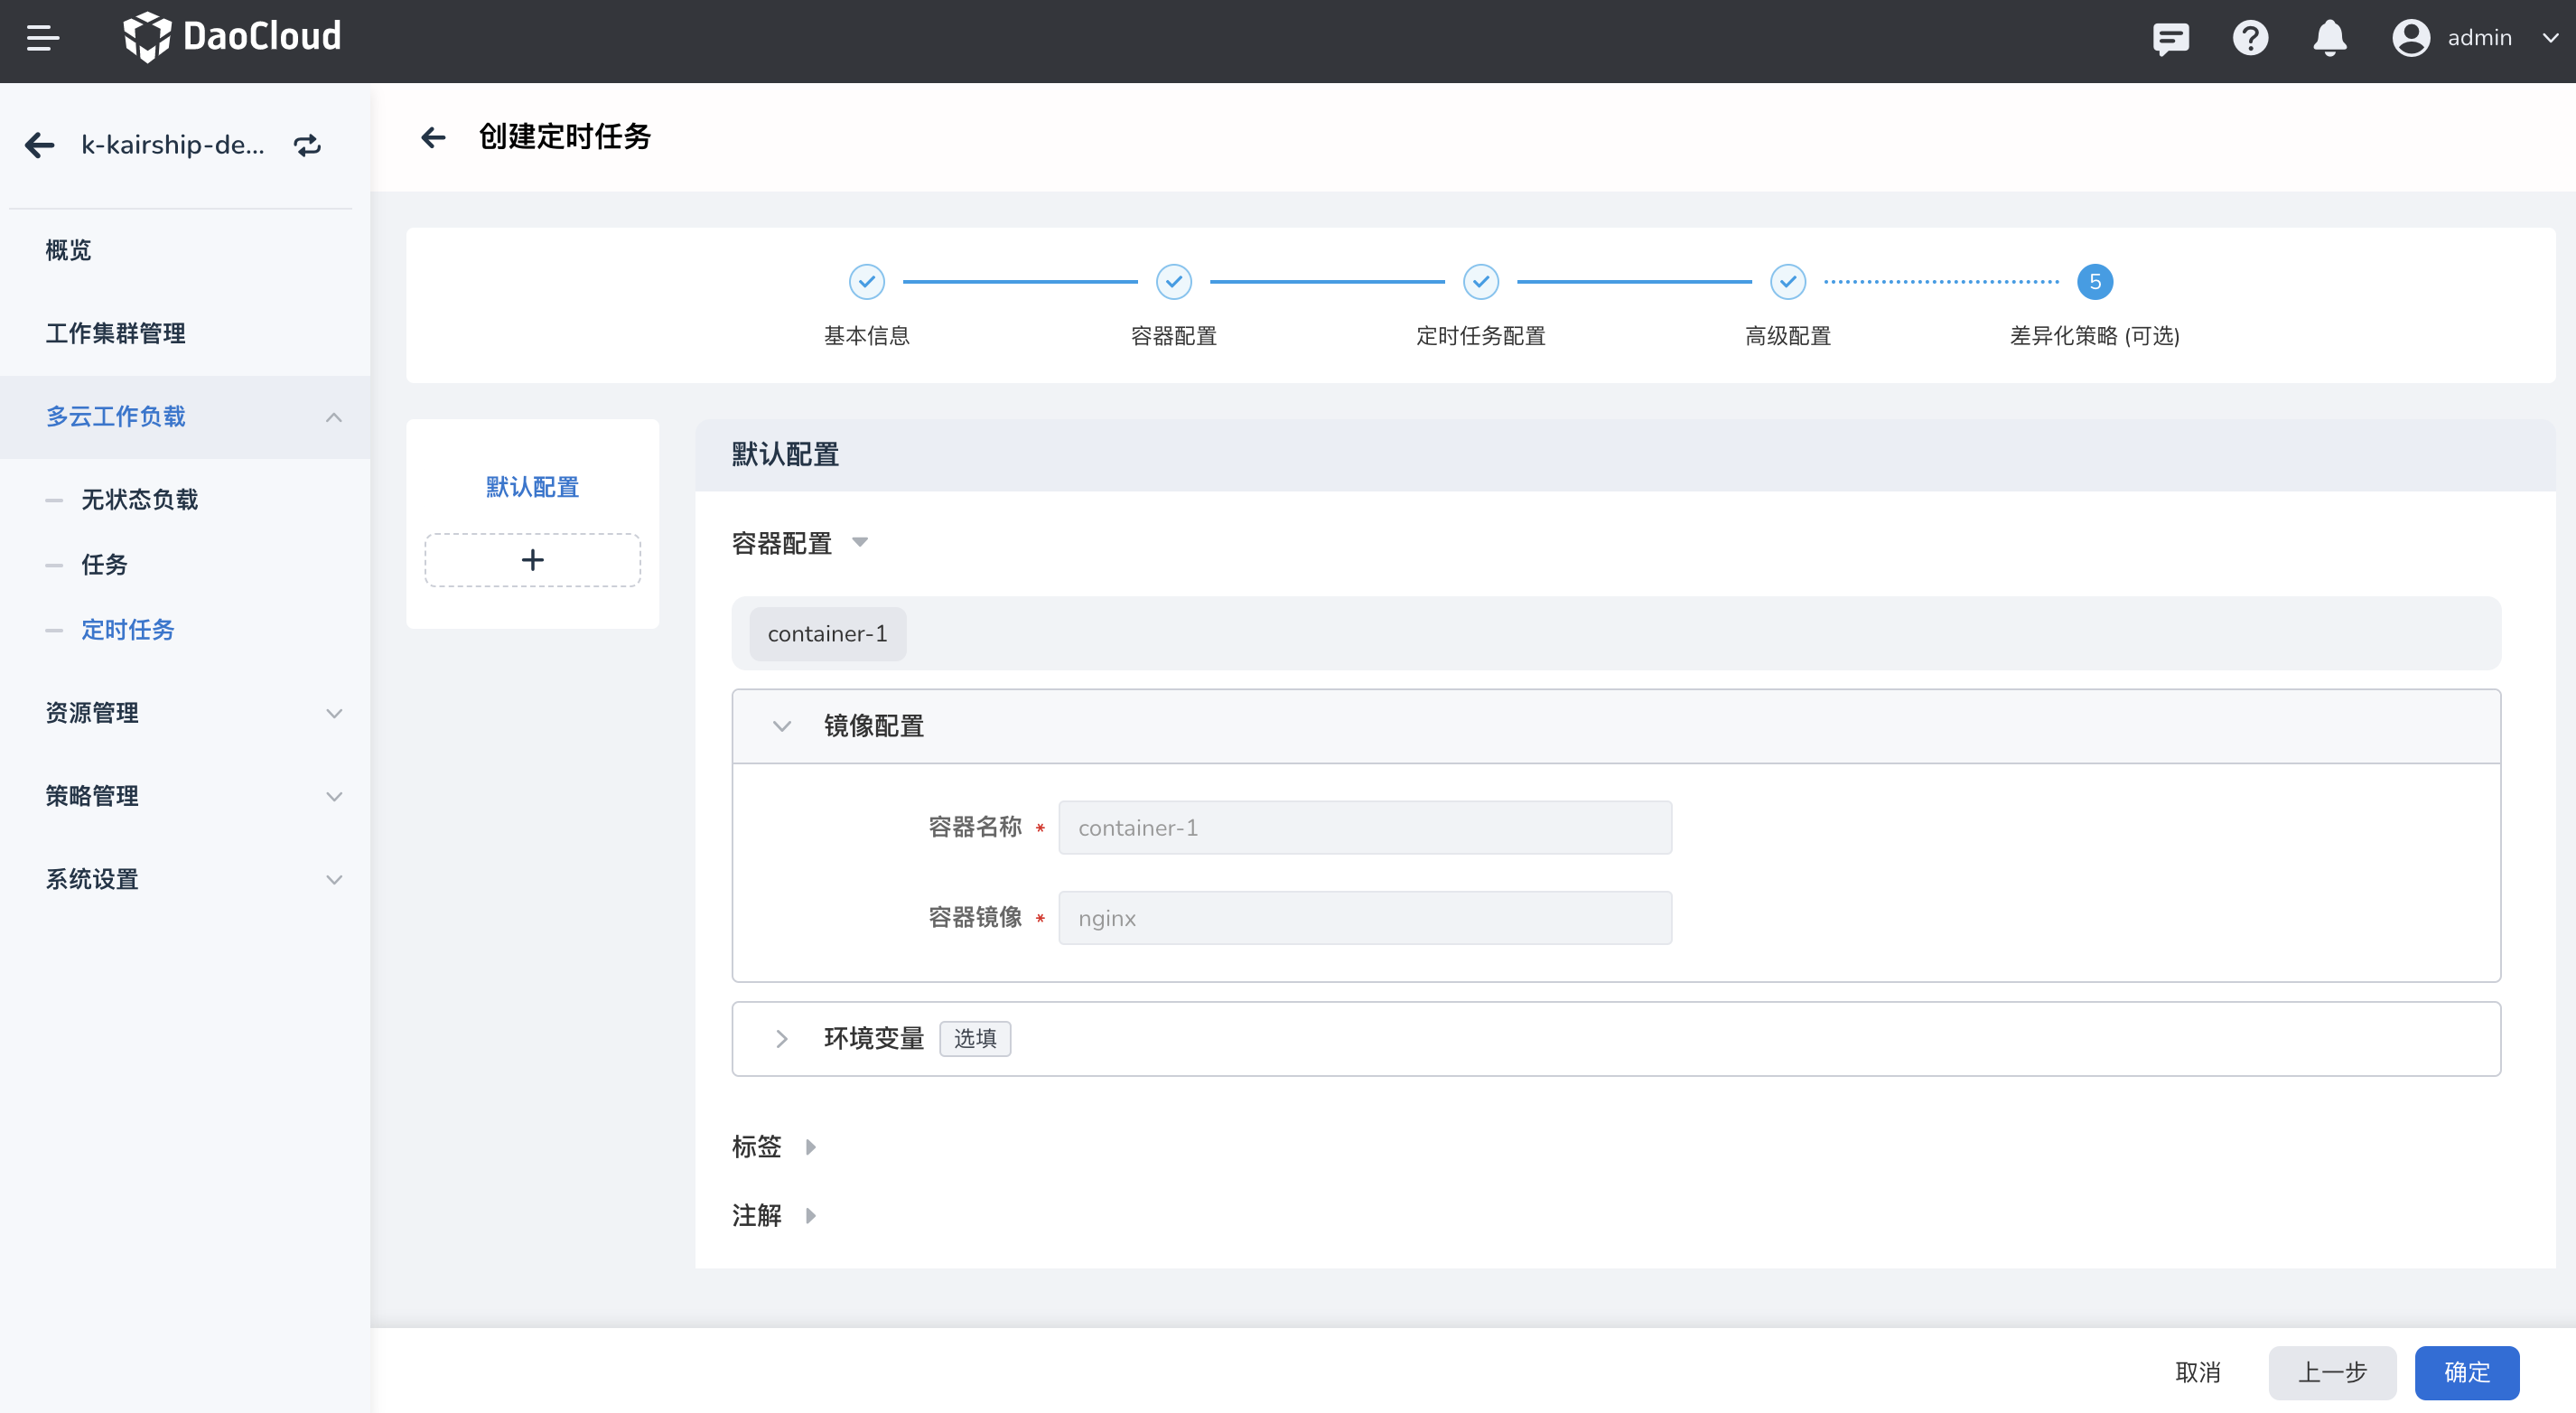 DaoCloud
admin
k-kairship-de...
概览
工作集群管理
多云工作负载
无状态负载
任务
定时任务
资源管理
策略管理
系统设置
创建定时任务
基本信息
容器配置
定时任务配置
高级配置
5
差异化策略 (可选)
默认配置
默认配置
容器配置
container-1
镜像配置
容器名称 * container-1
容器镜像 * nginx
环境变量 选填
标签
注解
取消 上一步 确定